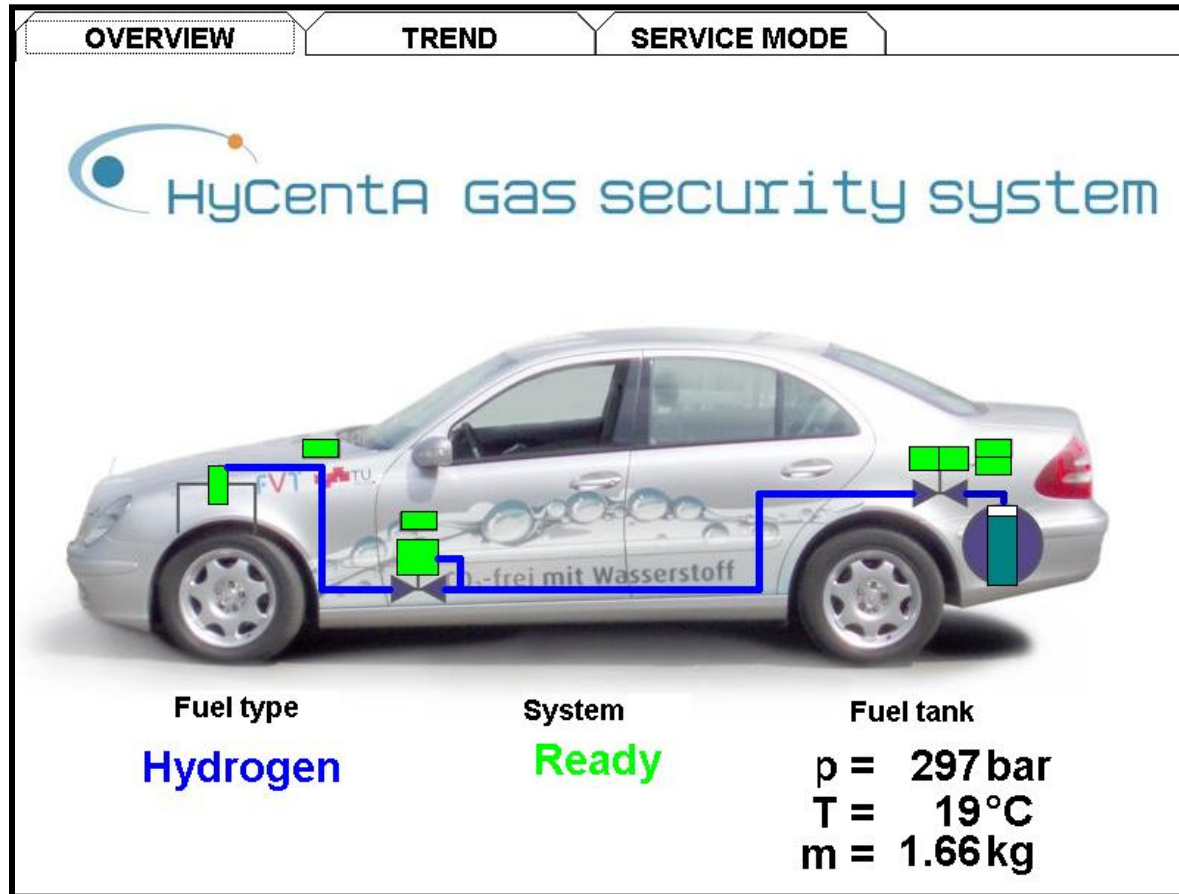 OVERVIEW TREND SERVICE MODE
HyCentA Gas security system
FVT TU
-frei mit Wasserstoff
Fuel type System Fuel tank
Hydrogen Ready
p = 297 bar
T = 19 °C
m = 1.66 kg